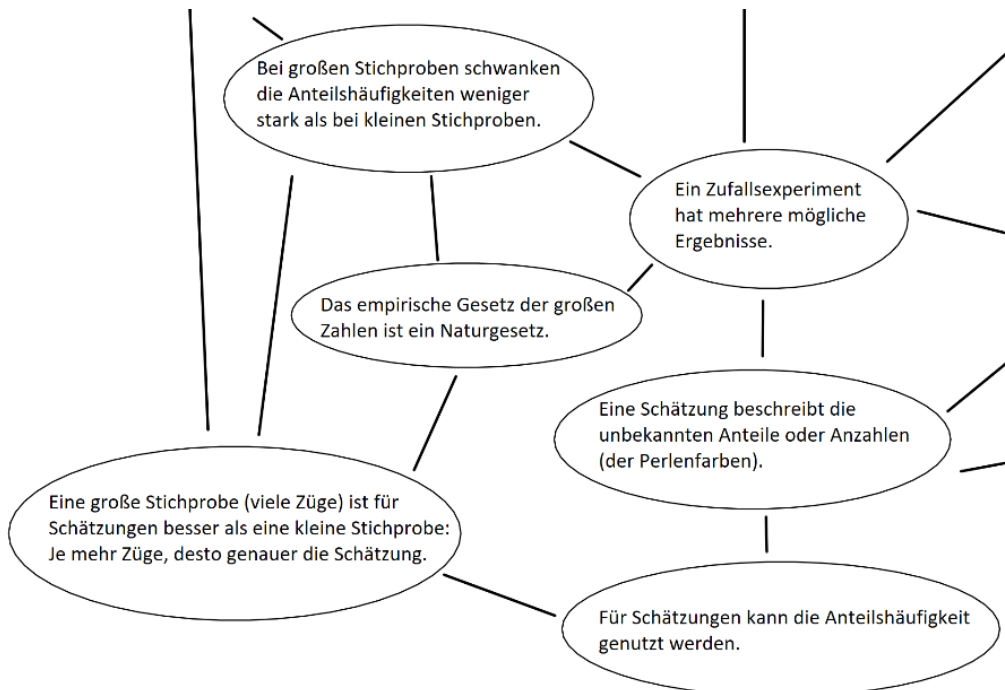 Bei großen Stichproben schwanken
die Anteilshäufigkeiten weniger
stark als bei kleinen Stichproben.
Ein Zufallsexperiment
hat mehrere mögliche
Ergebnisse.
Das empirische Gesetz der großen
Zahlen ist ein Naturgesetz.
Eine Schätzung beschreibt die
unbekannten Anteile oder Anzahlen
(der Perlenfarben).
Eine große Stichprobe (viele Züge) ist für
Schätzungen besser als eine kleine Stichprobe:
Je mehr Züge, desto genauer die Schätzung.
Für Schätzungen kann die Anteilshäufigkeit
genutzt werden.